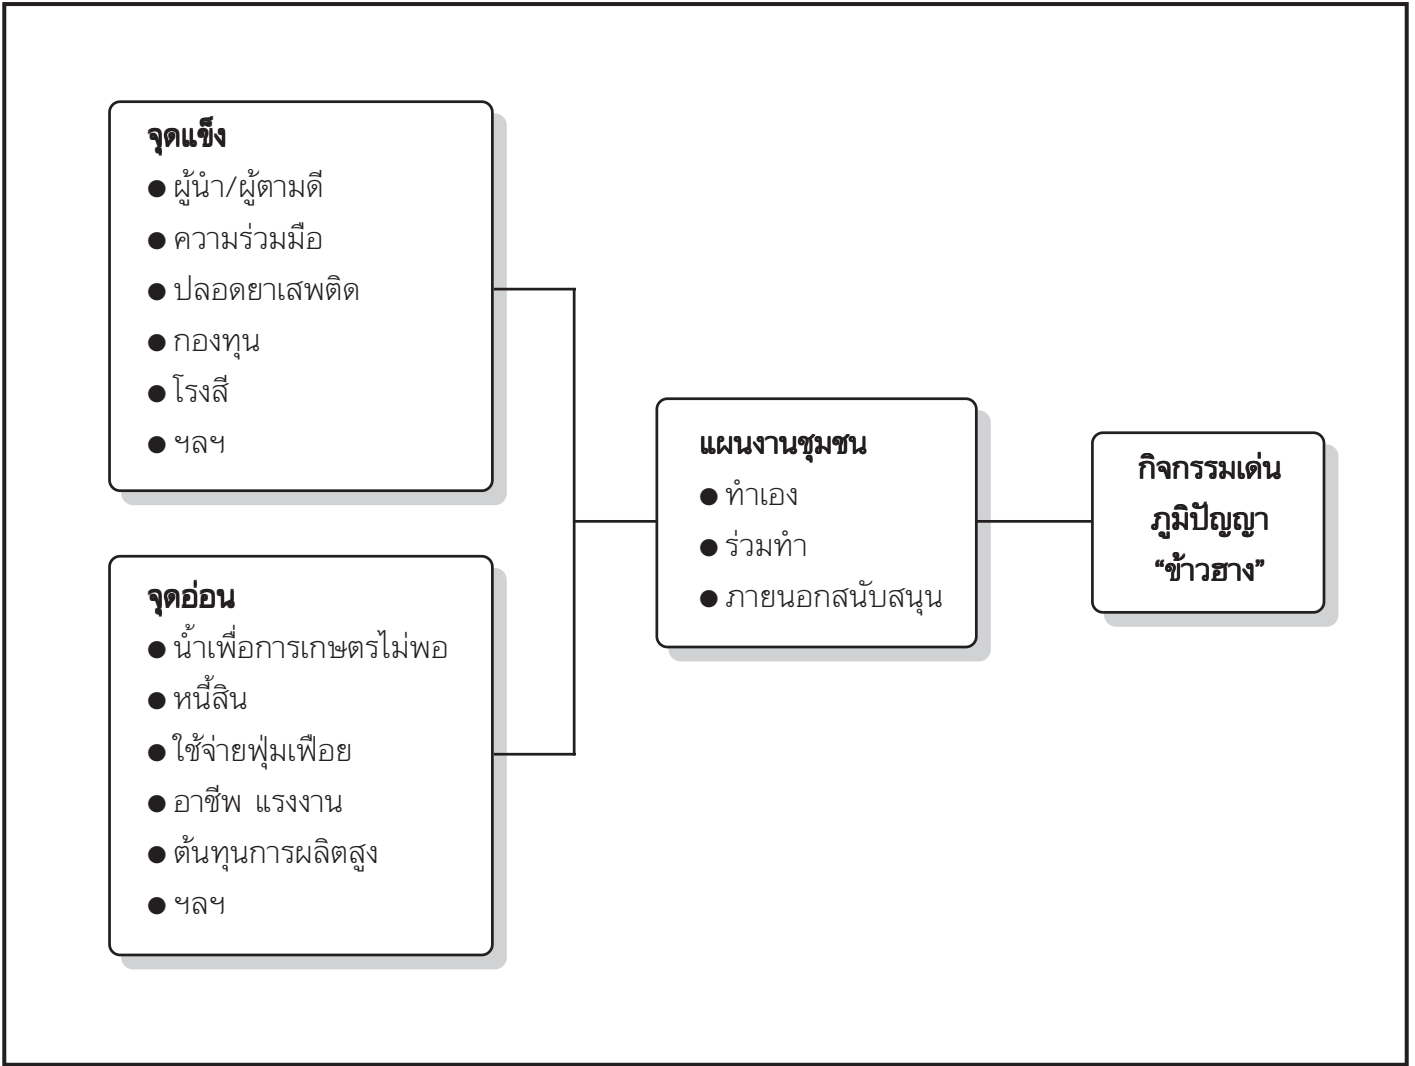 จุดแข็ง
● ผู้นำ/ผู้ตามดี
● ความร่วมมือ
● ปลอดยาเสพติด
● กองทุน
● โรงสี
● ฯลฯ
จุดอ่อน
● น้ำเพื่อการเกษตรไม่พอ
● หนี้สิน
● ใช้จ่ายฟุ่มเฟือย
● อาชีพ แรงงาน
● ต้นทุนการผลิตสูง
● ฯลฯ
แผนงานชุมชน
● ทำเอง
● ร่วมทำ
● ภายนอกสนับสนุน
กิจกรรมเด่น
ภูมิปัญญา
“ข้าวฮาง”